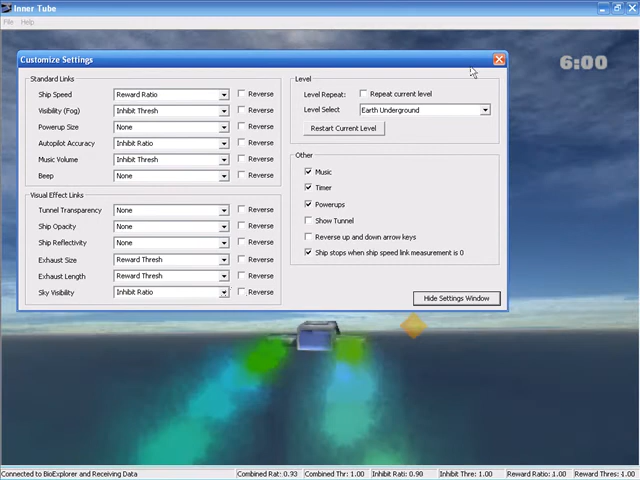 Inner Tube
File Help
6:00
Customize Settings
Standard Links
Ship Speed Reward Ratio Reverse
Visibility (Fog) Inhibit Thresh Reverse
Powerup Size None Reverse
Autopilot Accuracy Inhibit Ratio Reverse
Music Volume Inhibit Thresh Reverse
Beep None Reverse
Visual Effect Links
Tunnel Transparency None Reverse
Ship Opacity None Reverse
Ship Reflectivity None Reverse
Exhaust Size Reward Thresh Reverse
Exhaust Length Reward Thresh Reverse
Sky Visibility Inhibit Ratio Reverse
Level
Level Repeat: Repeat current level
Level Select: Earth Underground
Restart Current Level
Other
Music
Timer
Powerups
Show Tunnel
Reverse up and down arrow keys
Ship stops when ship speed link measurement is 0
Hide Settings Window
Connected to BioExplorer and Receiving Data Combined Rat: 0.93 Combined Thr: 1.00 Inhibit Rati: 0.90 Inhibit Thre: 1.00 Reward Ratio: 1.00 Reward Thres: 1.00